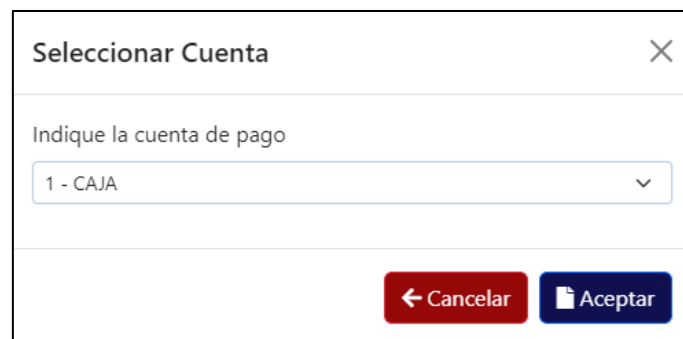 Seleccionar Cuenta
Indique la cuenta de pago
1 - CAJA
Cancelar Aceptar